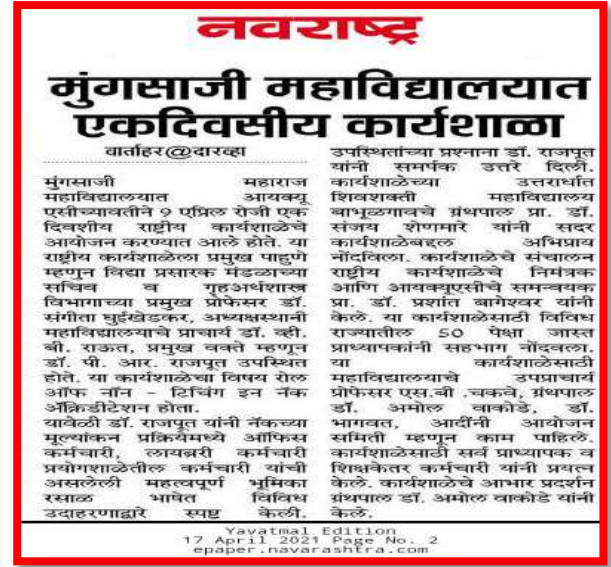 नवराष्ट्र
मुंगसाजी महाविद्यालयात
एकदिवसीय कार्यशाळा
वार्ताहर@दारव्हा
मुंगसाजी महाराज
महाविद्यालयात आयक्यू
एसीच्यावतीने ९ एप्रिल रोजी एक
दिवशीय राष्ट्रीय कार्यशाळेचे
आयोजन करण्यात आले होते. या
राष्ट्रीय कार्यशाळेला प्रमुख पाहुणे
म्हणून विद्या प्रसारक मंडळाच्या
सचिव व गृहअर्थशास्त्र
विभागाच्या प्रमुख प्रोफेसर डॉ.
संगीता घुईखेडकर, अध्यक्षस्थानी
महाविद्यालयाचे प्राचार्य डॉ. व्ही.
बी. राऊत, प्रमुख वक्ते म्हणून
डॉ. पी. आर. राजपूत उपस्थित
होते. या कार्यशाळेचा विषय रोल
ऑफ नॉन - टिचिंग इन नॅक
अ‍ॅक्रिडीटेशन होता.
यावेळी डॉ. राजपूत यांनी नॅकच्या
मूल्यांकन प्रक्रियेमध्ये ऑफिस
कर्मचारी, लायब्ररी कर्मचारी
प्रयोगशाळेतील कर्मचारी यांची
असलेली महत्वपूर्ण भूमिका
रसाळ भाषेत विविध
उदाहरणाद्वारे स्पष्ट केली.
उपस्थितांच्या प्रश्नाना डॉ. राजपूत
यांनी समर्पक उत्तरे दिली.
कार्यशाळेच्या उत्तरार्धात
शिवशक्ती महाविद्यालय
बाभूळगावचे ग्रंथपाल प्रा. डॉ.
संजय शेणमारे यांनी सदर
कार्यशाळेबद्दल अभिप्राय
नोंदविला. कार्यशाळेचे संचालन
राष्ट्रीय कार्यशाळेचे निमंत्रक
आणि आयक्यूएसीचे समन्वयक
प्रा. डॉ. प्रशांत बागेश्वर यांनी
केले. या कार्यशाळेसाठी विविध
राज्यातील 50 पेक्षा जास्त
प्राध्यापकांनी सहभाग नोंदवला.
या कार्यशाळेसाठी
महाविद्यालयाचे उपप्राचार्य
प्रोफेसर एस.बी .चकवे, ग्रंथपाल
डॉ. अमोल वाकोडे, डॉ.
भागवत, आदींनी आयोजन
समिती म्हणून काम पाहिले.
कार्यशाळेसाठी सर्व प्राध्यापक व
शिक्षकेतर कर्मचारी यांनी प्रयत्न
केले. कार्यशाळेचे आभार प्रदर्शन
ग्रंथपाल डॉ. अमोल वाकोडे यांनी
केले.
Yavatmal Edition
17 April 2021 Page No. 2
epaper.navarashtra.com